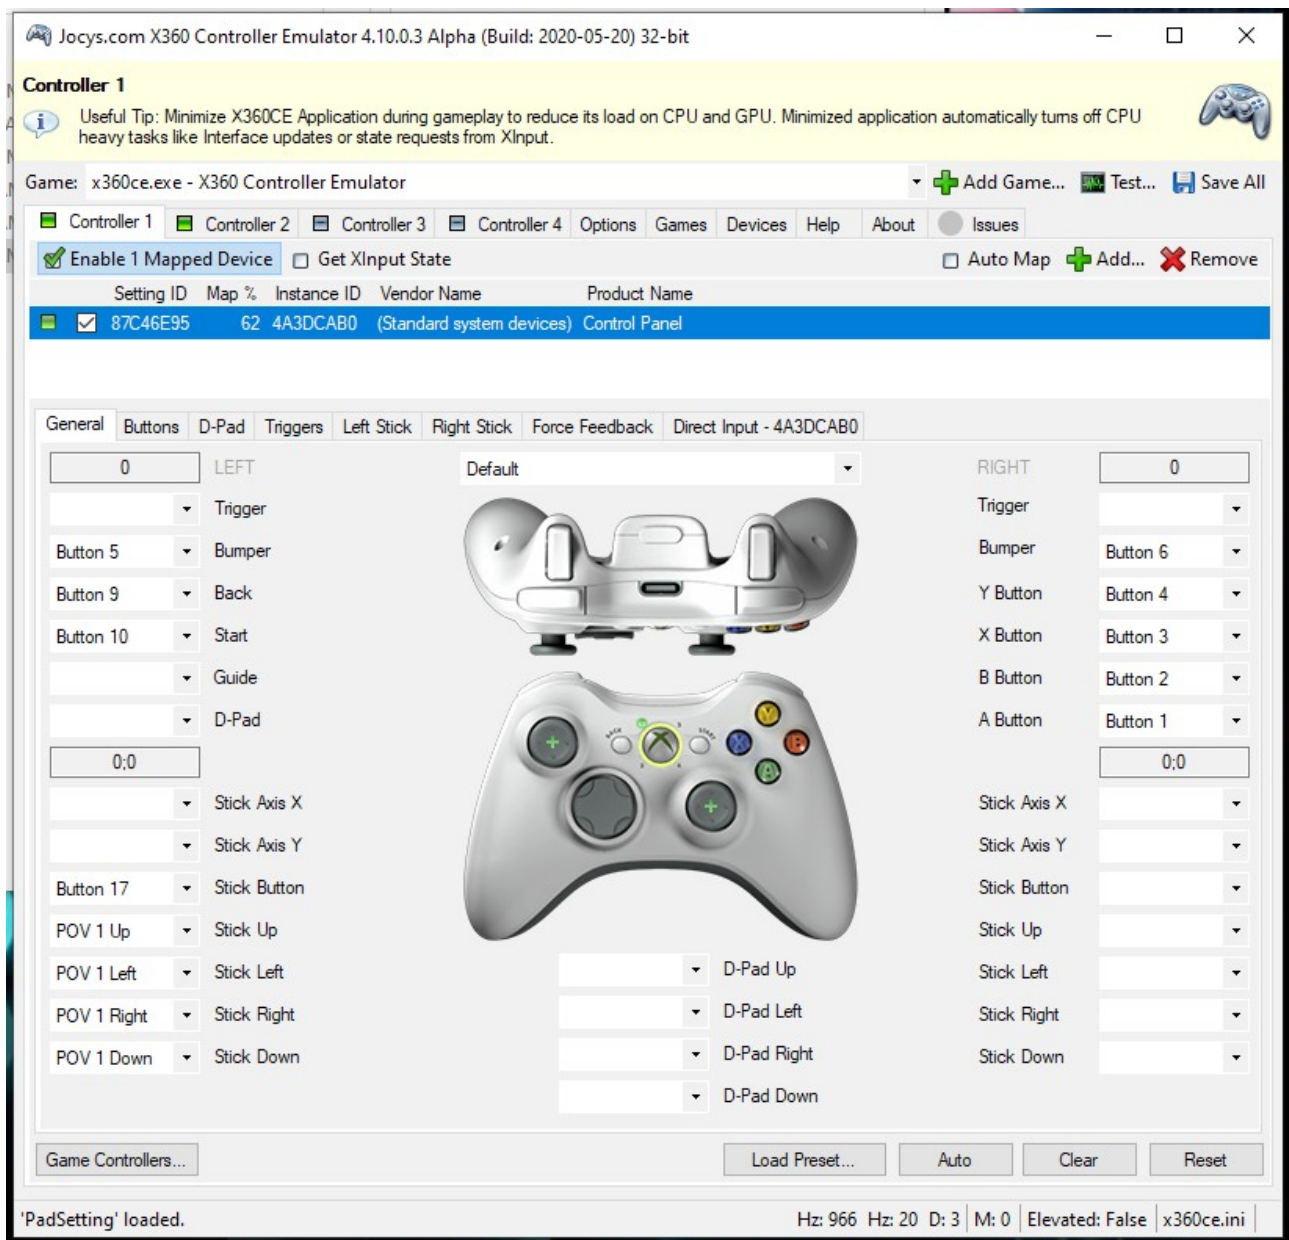 Jocys.com X360 Controller Emulator 4.10.0.3 Alpha (Build: 2020-05-20) 32-bit
Controller 1
Useful Tip: Minimize X360CE Application during gameplay to reduce its load on CPU and GPU. Minimized application automatically turns off CPU
heavy tasks like Interface updates or state requests from XInput.
Game: x360ce.exe - X360 Controller Emulator Add Game... Test... Save All
Controller 1 Controller 2 Controller 3 Controller 4 Options Games Devices Help About Issues
Enable 1 Mapped Device Get XInput State Auto Map Add... Remove
Setting ID Map % Instance ID Vendor Name Product Name
87C46E95 62 4A3DCAB0 (Standard system devices) Control Panel
General Buttons D-Pad Triggers Left Stick Right Stick Force Feedback Direct Input - 4A3DCAB0
0 LEFT Default RIGHT 0
Trigger Trigger
Button 5 Bumper Bumper Button 6
Button 9 Back Y Button Button 4
Button 10 Start X Button Button 3
Guide B Button Button 2
D-Pad A Button Button 1
BACK START
Y
X B
A
0;0 0;0
Stick Axis X Stick Axis X
Stick Axis Y Stick Axis Y
Button 17 Stick Button Stick Button
POV 1 Up Stick Up Stick Up
POV 1 Left Stick Left D-Pad Up Stick Left
POV 1 Right Stick Right D-Pad Left Stick Right
POV 1 Down Stick Down D-Pad Right Stick Down
D-Pad Down
Game Controllers... Load Preset... Auto Clear Reset
'PadSetting' loaded. Hz: 966 Hz: 20 D: 3 M: 0 Elevated: False x360ce.ini